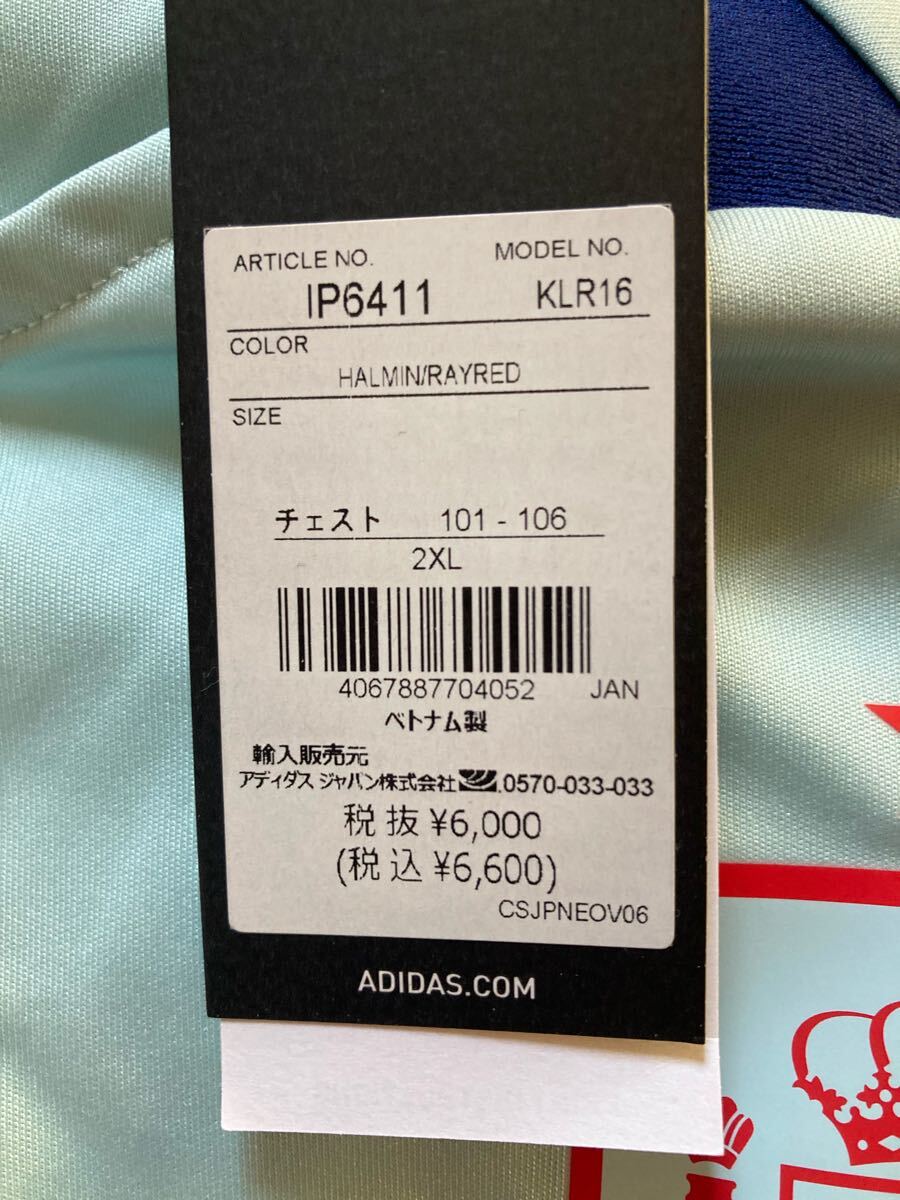 ARTICLE NO. MODEL NO.
IP6411 KLR16
COLOR
HALMIN/RAYRED
SIZE
チェスト 101 - 106
2XL
4067887704052 JAN
ベトナム製
輸入販売元
アディダス ジャパン株式会社 .0570-033-033
税抜 ¥6,000
(税込 ¥6,600)
CSJPNEOV06
ADIDAS.COM